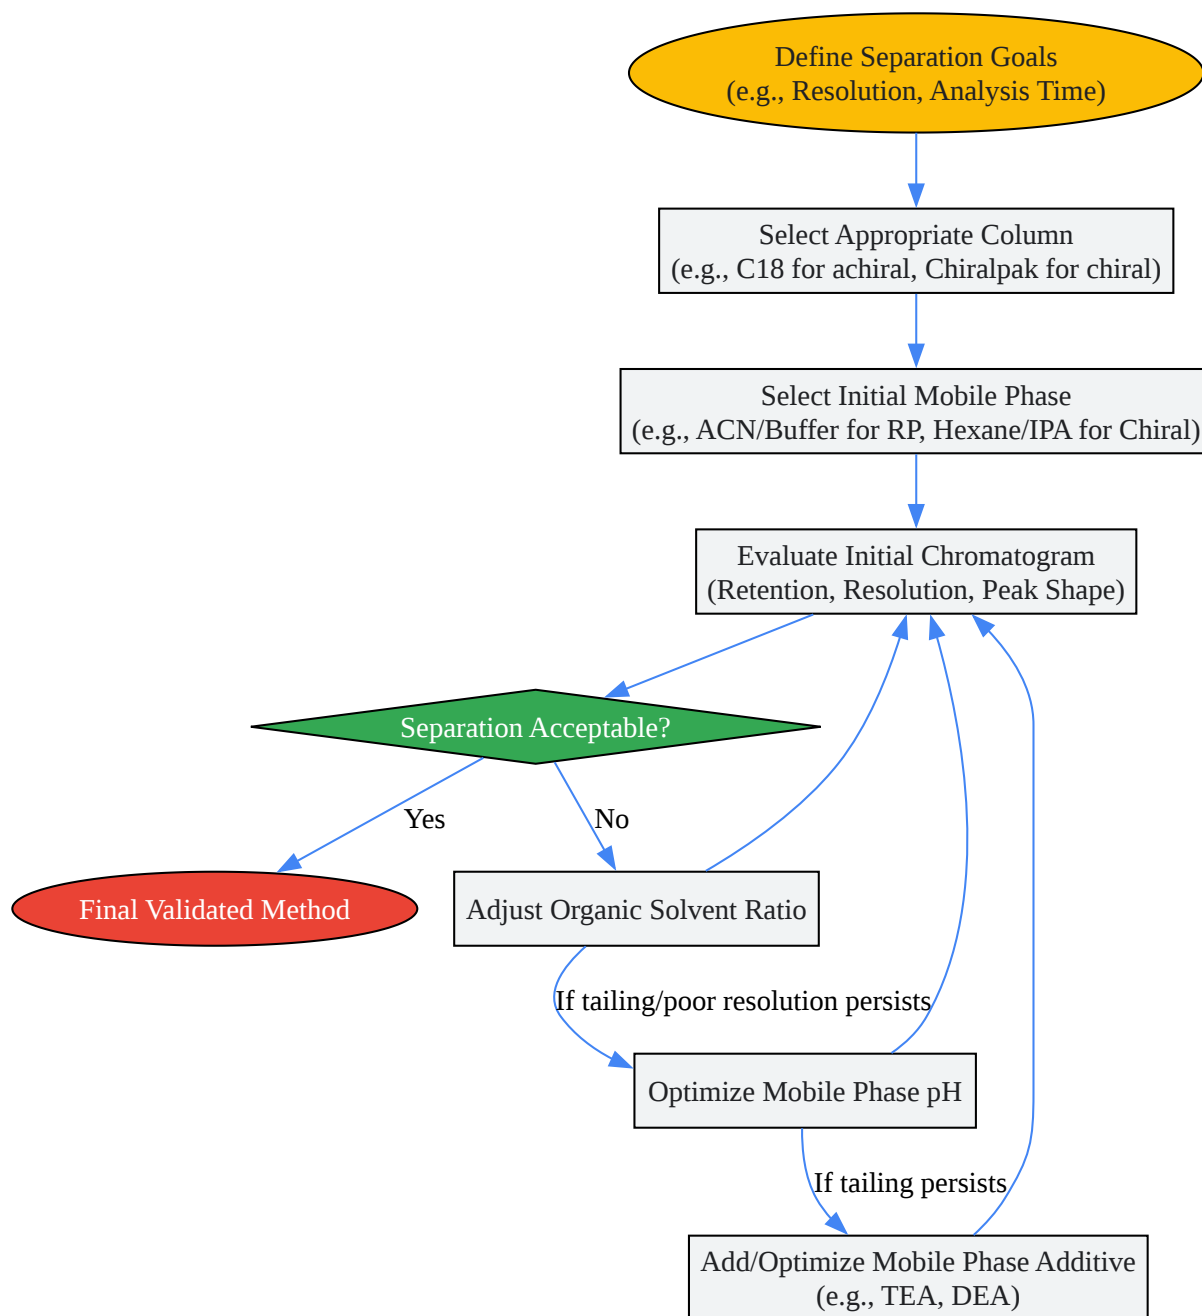 Define Separation Goals
(e.g., Resolution, Analysis Time)
Select Appropriate Column
(e.g., C18 for achiral, Chiralpak for chiral)
Select Initial Mobile Phase
(e.g., ACN/Buffer for RP, Hexane/IPA for Chiral)
Evaluate Initial Chromatogram
(Retention, Resolution, Peak Shape)
Separation Acceptable?
Yes
No
Final Validated Method
Adjust Organic Solvent Ratio
If tailing/poor resolution persists
Optimize Mobile Phase pH
If tailing persists
Add/Optimize Mobile Phase Additive
(e.g., TEA, DEA)